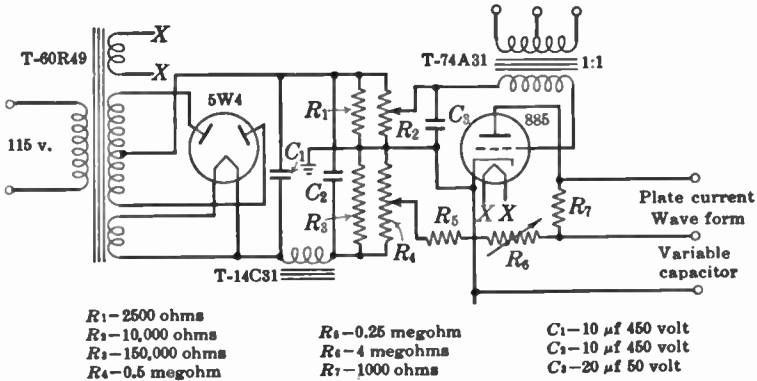 T-60R49
X
X
115 v.
5W4
C1
C2
R1
R2
R3
R4
C3
T-74A31
1:1
885
X X
R5
R6
R7
Plate current
Wave form
Variable
capacitor
T-14C31
R1–2500 ohms
R2–10,000 ohms
R3–150,000 ohms
R4–0.5 megohm
R5–0.25 megohm
R6–4 megohms
R7–1000 ohms
C1–10 μf 450 volt
C2–10 μf 450 volt
C3–20 μf 50 volt